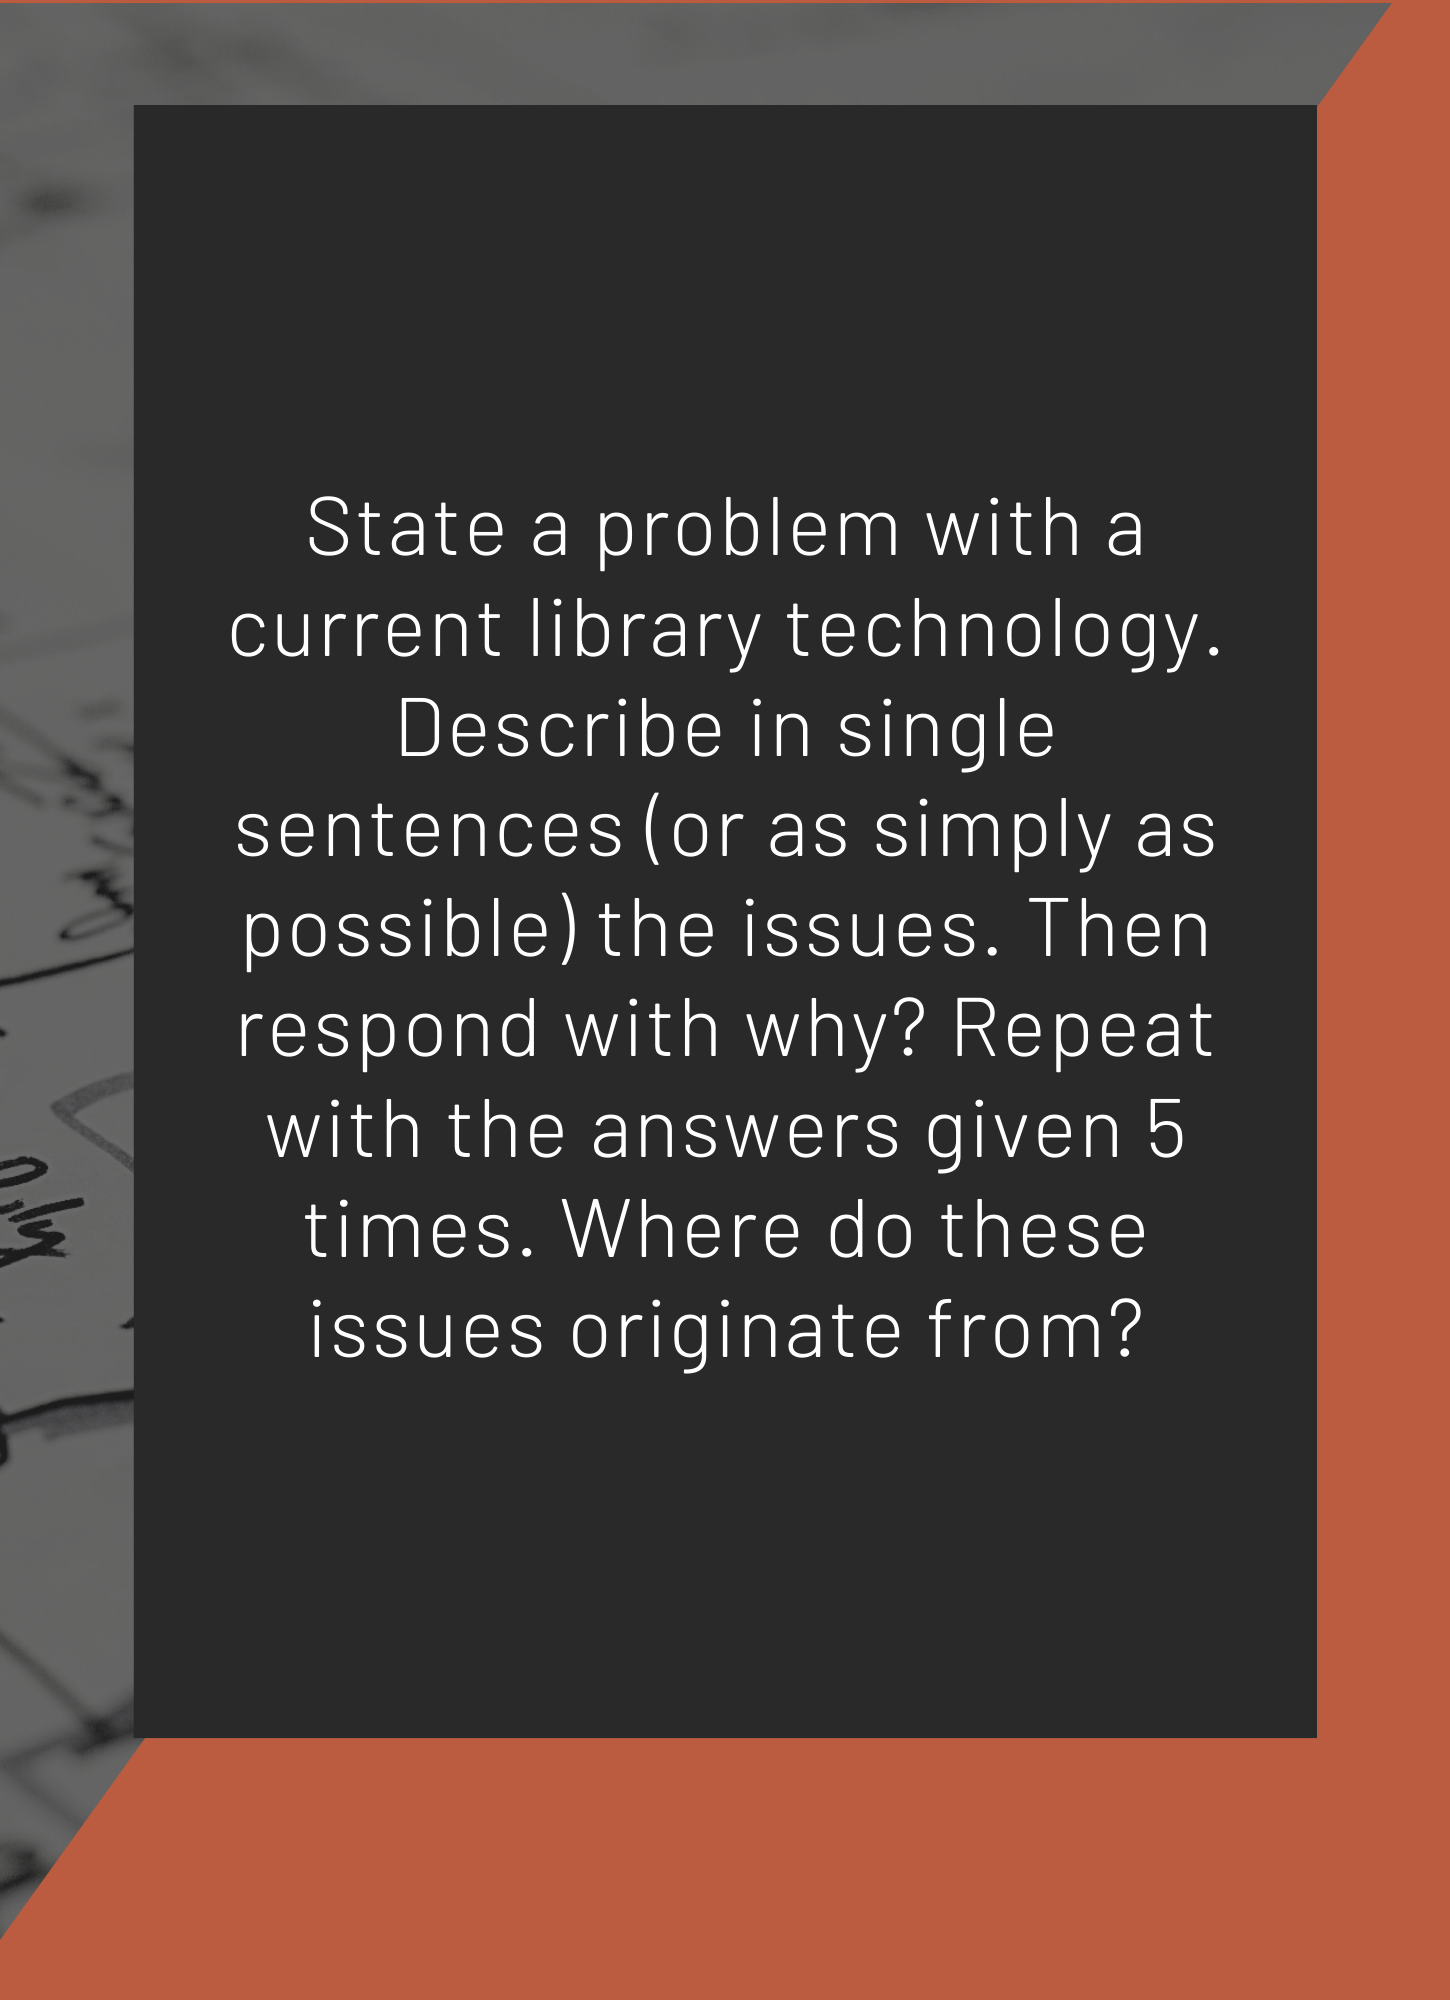 State a problem with a
current library technology.
Describe in single
sentences (or as simply as
possible) the issues. Then
respond with why? Repeat
with the answers given 5
times. Where do these
issues originate from?